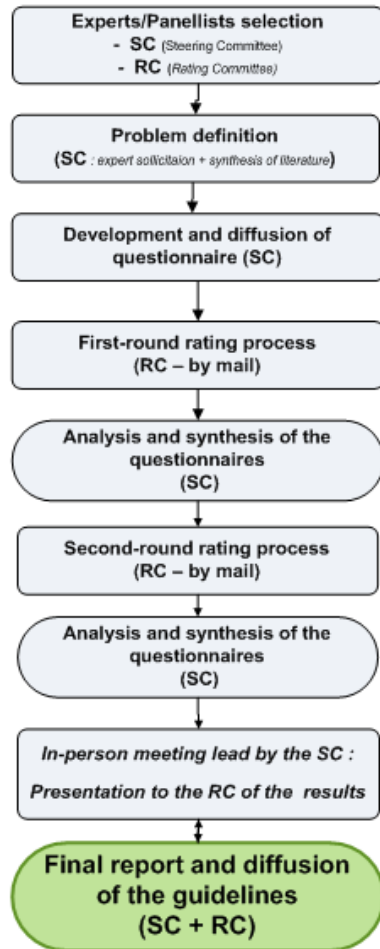 Experts/Panellists selection
- SC (Steering Committee)
- RC (Rating Committee)
Problem definition
(SC : expert sollicitaion + synthesis of literature)
Development and diffusion of
questionnaire (SC)
First-round rating process
(RC – by mail)
Analysis and synthesis of the
questionnaires
(SC)
Second-round rating process
(RC – by mail)
Analysis and synthesis of the
questionnaires
(SC)
In-person meeting lead by the SC :
Presentation to the RC of the results
Final report and diffusion
of the guidelines
(SC + RC)